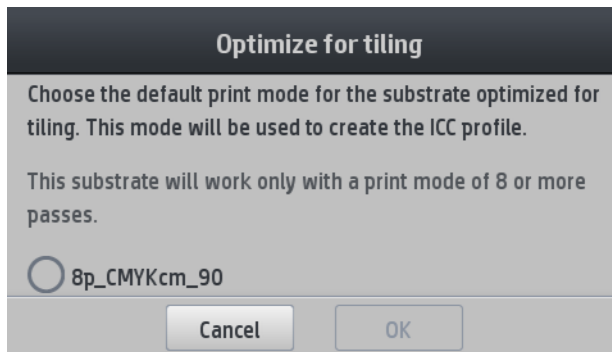 Optimize for tiling
Choose the default print mode for the substrate optimized for
tiling. This mode will be used to create the ICC profile.
This substrate will work only with a print mode of 8 or more
passes.
8p_CMYKcm_90
Cancel
OK